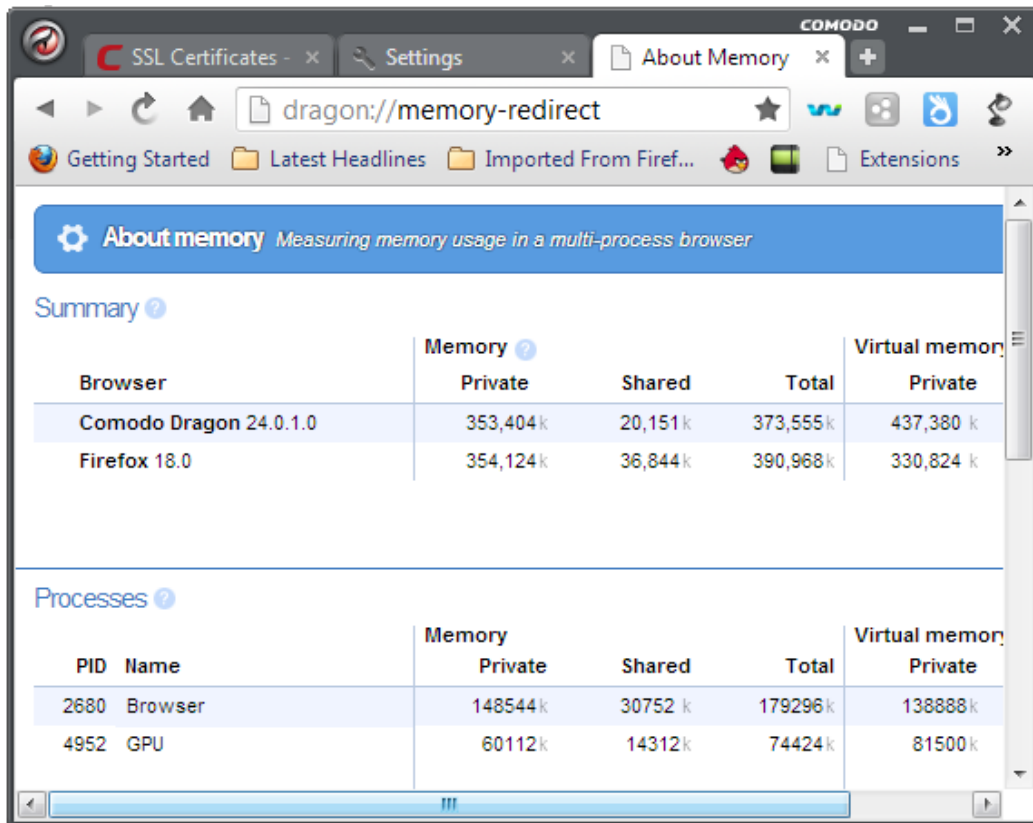 COMODO
SSL Certificates -
Settings
About Memory
dragon://memory-redirect
Getting Started Latest Headlines Imported From Firef... Extensions »
About memory Measuring memory usage in a multi-process browser
Summary ?
Memory ? Virtual memory
Browser Private Shared Total Private
Comodo Dragon 24.0.1.0 353,404k 20,151k 373,555k 437,380 k
Firefox 18.0 354,124k 36,844k 390,968k 330,824 k
Processes ?
Memory Virtual memory
PID Name Private Shared Total Private
2680 Browser 148544k 30752 k 179296k 138888k
4952 GPU 60112k 14312k 74424k 81500k